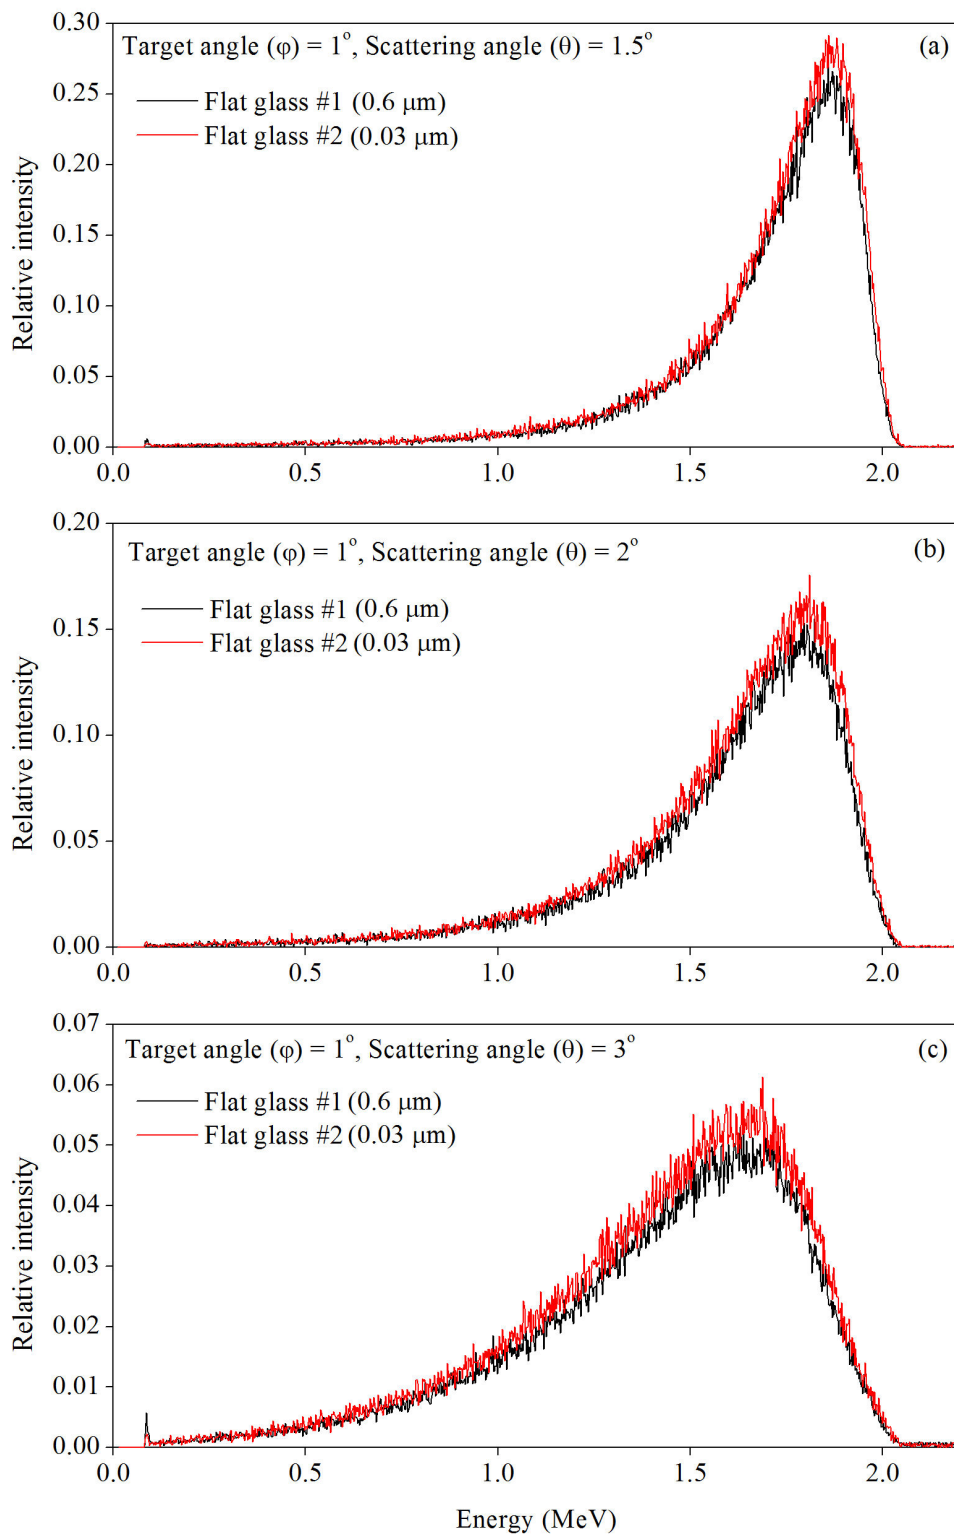 Target angle (φ) = 1°, Scattering angle (θ) = 1.5°
(a)
Flat glass #1 (0.6 μm)
Flat glass #2 (0.03 μm)
Relative intensity
0.30
0.25
0.20
0.15
0.10
0.05
0.00
0.0 0.5 1.0 1.5 2.0
Target angle (φ) = 1°, Scattering angle (θ) = 2°
(b)
Flat glass #1 (0.6 μm)
Flat glass #2 (0.03 μm)
Relative intensity
0.20
0.15
0.10
0.05
0.00
0.0 0.5 1.0 1.5 2.0
Target angle (φ) = 1°, Scattering angle (θ) = 3°
(c)
Flat glass #1 (0.6 μm)
Flat glass #2 (0.03 μm)
Relative intensity
0.07
0.06
0.05
0.04
0.03
0.02
0.01
0.00
0.0 0.5 1.0 1.5 2.0
Energy (MeV)